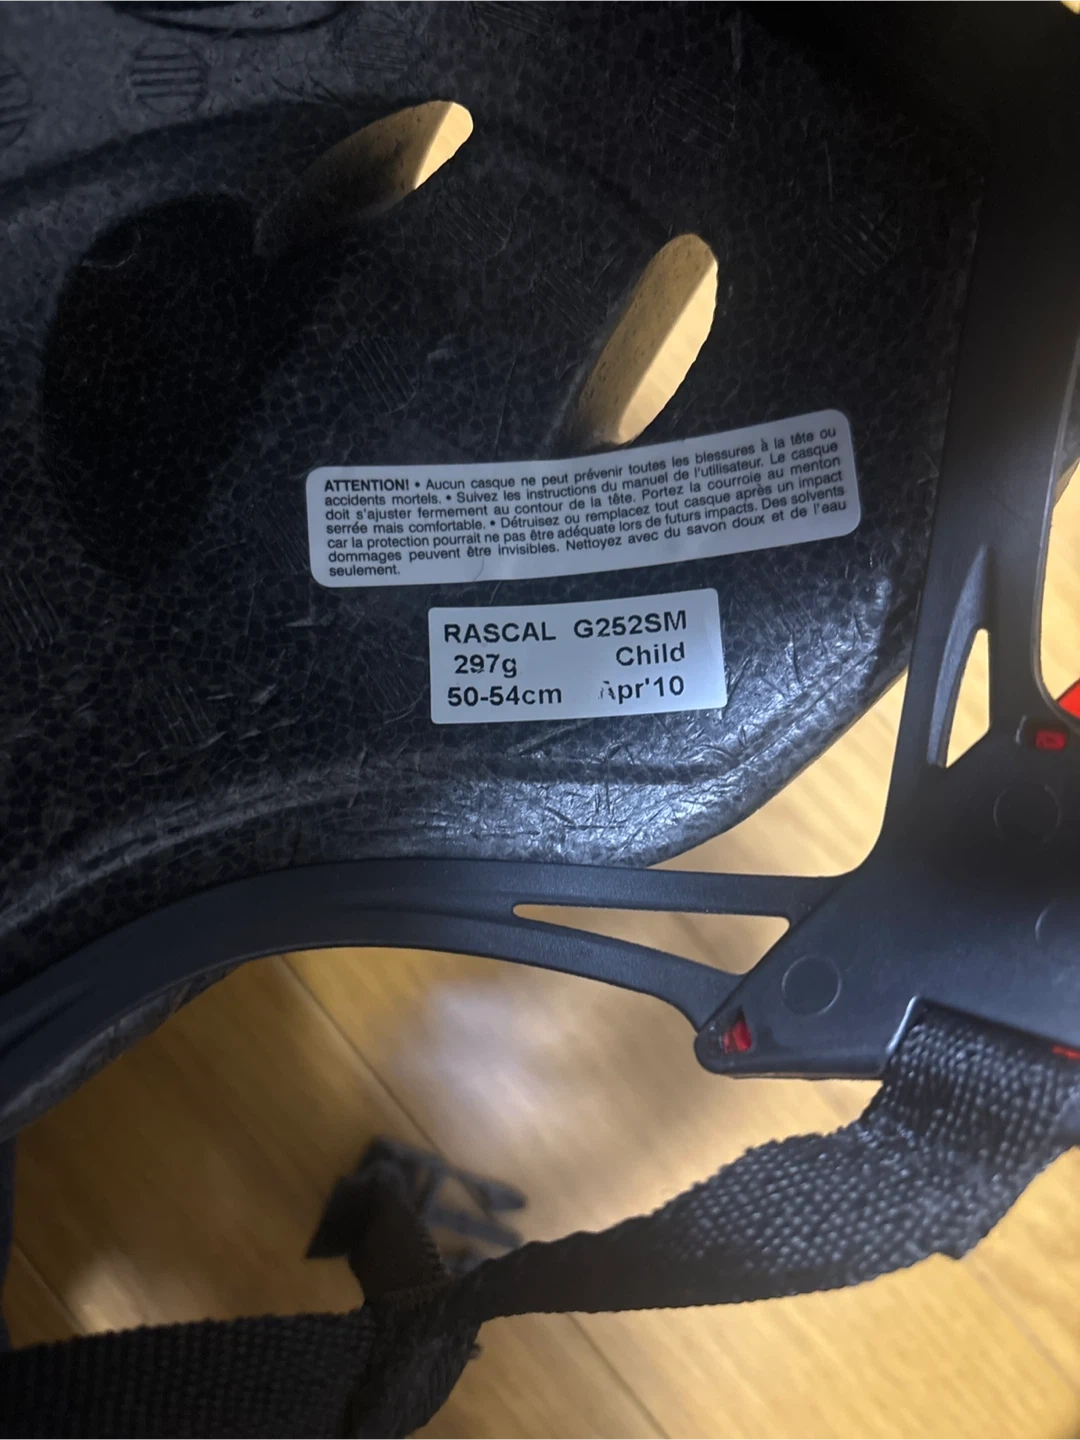 ATTENTION! • Aucun casque ne peut prévenir toutes les blessures à la tête ou
accidents mortels. • Suivez les instructions du manuel de l'utilisateur. Le casque
doit s'ajuster fermement au contour de la tête. Portez la courroie au menton
serrée mais comfortable. • Détruisez ou remplacez tout casque après un impact
car la protection pourrait ne pas être adéquate lors de futurs impacts. Des solvents
dommages peuvent être invisibles. Nettoyez avec du savon doux et de l'eau
seulement.
RASCAL G252SM
297g Child
50-54cm Apr'10